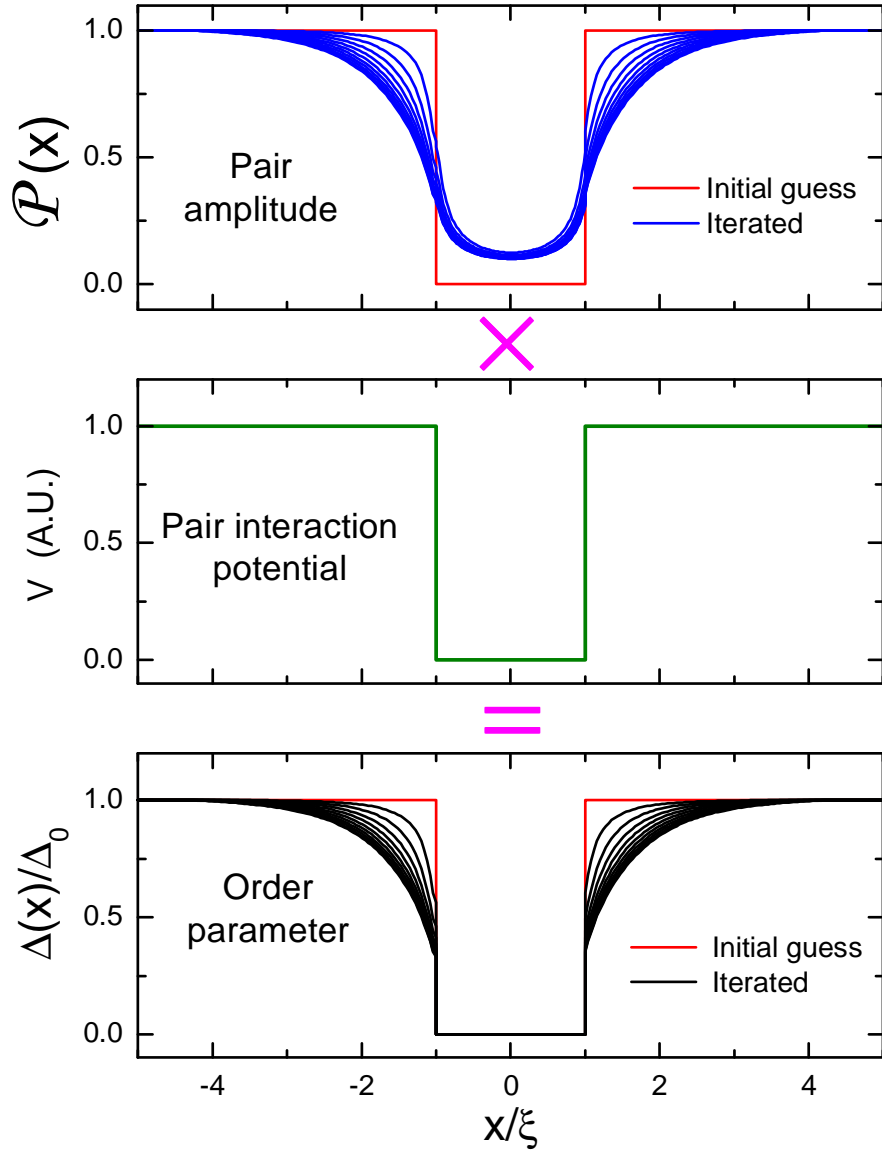 1.0
0.5
0.0
𝒫(x)
Pair
amplitude
Initial guess
Iterated
×
1.0
0.5
0.0
V (A.U.)
Pair interaction
potential
=
1.0
0.5
0.0
Δ(x)/Δ₀
Order
parameter
Initial guess
Iterated
-4 -2 0 2 4
x/ξ